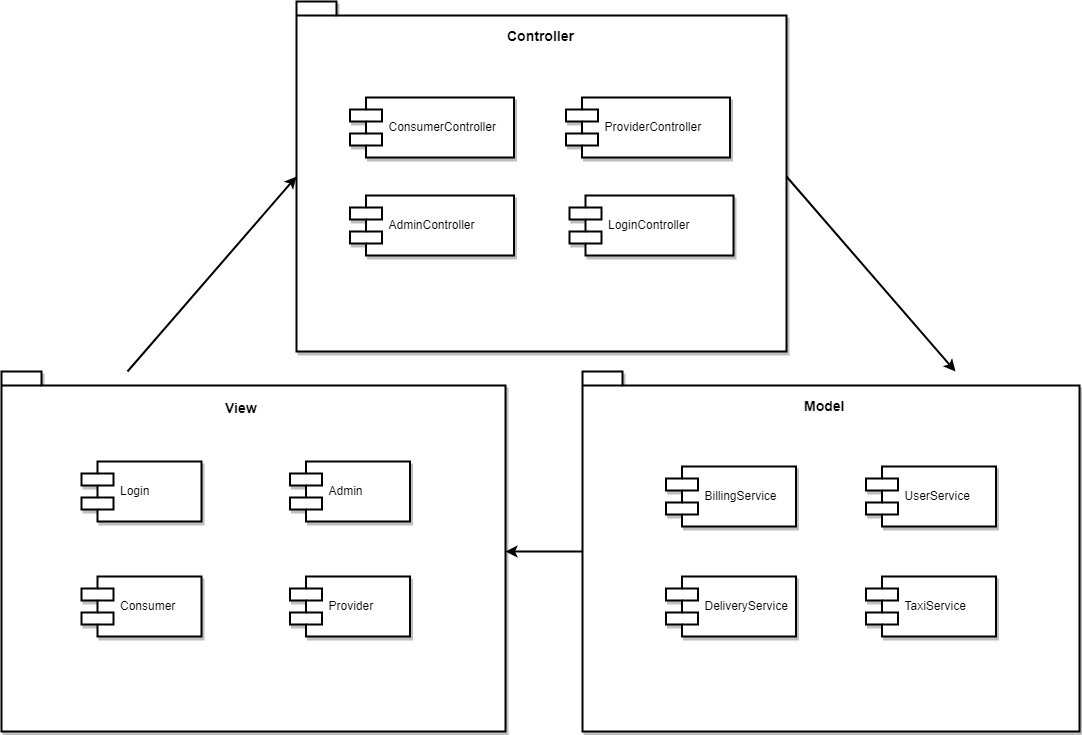 Controller
ConsumerController
ProviderController
AdminController
LoginController
View
Login
Admin
Consumer
Provider
Model
BillingService
UserService
DeliveryService
TaxiService